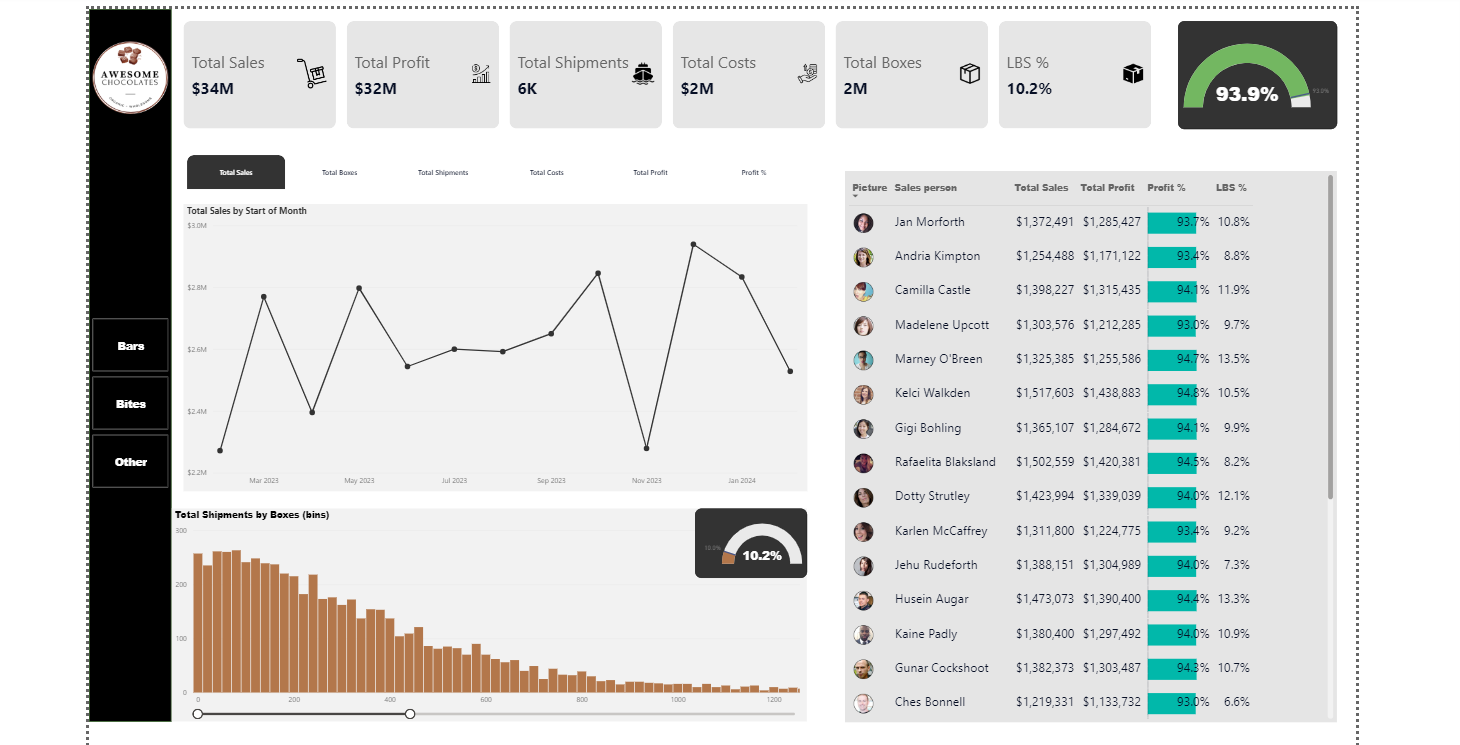 AWESOME
CHOCOLATES
Total Sales
$34M
Total Profit
$32M
Total Shipments
6K
Total Costs
$2M
Total Boxes
2M
LBS %
10.2%
93.9%
93.0%
Total Sales Total Boxes Total Shipments Total Costs Total Profit Profit %
Bars
Bites
Other
Total Sales by Start of Month
$3.0M
$2.8M
$2.6M
$2.4M
$2.2M
Mar 2023 May 2023 Jul 2023 Sep 2023 Nov 2023 Jan 2024
Total Shipments by Boxes (bins)
300
200
100
0
0 200 400 600 800 1000 1200
10.2%
Picture Sales person Total Sales Total Profit Profit % LBS %
Jan Morforth $1,372,491 $1,285,427 93.7% 10.8%
Andria Kimpton $1,254,488 $1,171,122 93.4% 8.8%
Camilla Castle $1,398,227 $1,315,435 94.1% 11.9%
Madelene Upcott $1,303,576 $1,212,285 93.0% 9.7%
Marney O'Breen $1,325,385 $1,255,586 94.7% 13.5%
Kelci Walkden $1,517,603 $1,438,883 94.8% 10.5%
Gigi Bohling $1,365,107 $1,284,672 94.1% 9.9%
Rafaelita Blaksland $1,502,559 $1,420,381 94.5% 8.2%
Dotty Strutley $1,423,994 $1,339,039 94.0% 12.1%
Karlen McCaffrey $1,311,800 $1,224,775 93.4% 9.2%
Jehu Rudeforth $1,388,151 $1,304,989 94.0% 7.3%
Husein Augar $1,473,073 $1,390,400 94.4% 13.3%
Kaine Padly $1,380,400 $1,297,492 94.0% 10.9%
Gunar Cockshoot $1,382,373 $1,303,487 94.3% 10.7%
Ches Bonnell $1,219,331 $1,133,732 93.0% 6.6%